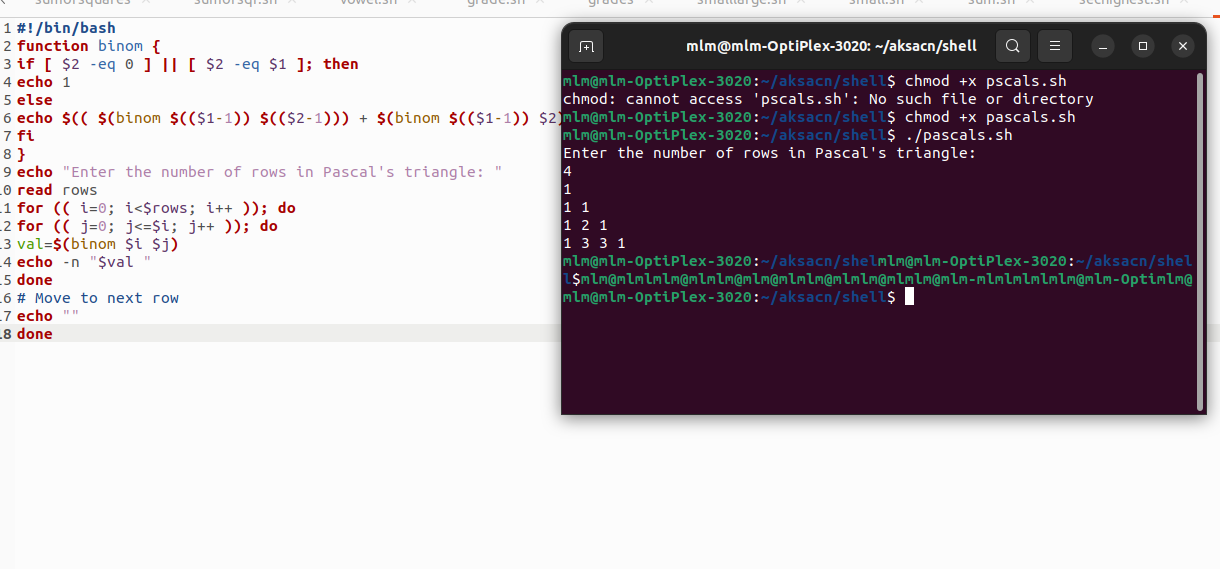 sumofsquares
sumofsqr.sh
vowel.sh
grade.sh
grades
smalllarge.sh
small.sh
sum.sh
sechighest.sh
1 #!/bin/bash
2 function binom {
3 if [ $2 -eq 0 ] || [ $2 -eq $1 ]; then
4 echo 1
5 else
6 echo $(( $(binom $(($1-1)) $(($2-1))) + $(binom $(($1-1)) $2)
7 fi
8 }
9 echo "Enter the number of rows in Pascal's triangle: "
.0 read rows
.1 for (( i=0; i<$rows; i++ )); do
.2 for (( j=0; j<=$i; j++ )); do
.3 val=$(binom $i $j)
.4 echo -n "$val "
.5 done
.6 # Move to next row
.7 echo ""
.8 done
mlm@mlm-OptiPlex-3020: ~/aksacn/shell
mlm@mlm-OptiPlex-3020:~/aksacn/shell$ chmod +x pscals.sh
chmod: cannot access 'pscals.sh': No such file or directory
mlm@mlm-OptiPlex-3020:~/aksacn/shell$ chmod +x pascals.sh
mlm@mlm-OptiPlex-3020:~/aksacn/shell$ ./pascals.sh
Enter the number of rows in Pascal's triangle:
4
1
1 1
1 2 1
1 3 3 1
mlm@mlm-OptiPlex-3020:~/aksacn/shelmlm@mlm-OptiPlex-3020:~/aksacn/shel
l$mlm@mlmlmlm@mlmlm@mlm@mlmlm@mlmlm@mlmlm@mlm-mlmlmlmlmlm@mlm-Optimlm@
mlm@mlm-OptiPlex-3020:~/aksacn/shell$